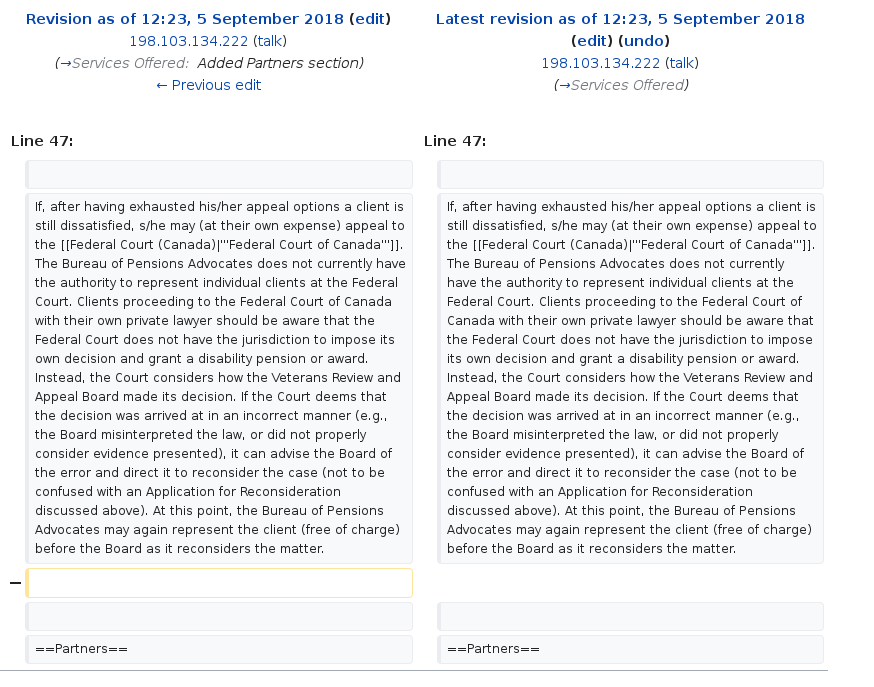 Revision as of 12:23, 5 September 2018 (edit)
198.103.134.222 (talk)
(→Services Offered: Added Partners section)
← Previous edit
Latest revision as of 12:23, 5 September 2018
(edit) (undo)
198.103.134.222 (talk)
(→Services Offered)
Line 47:
Line 47:
If, after having exhausted his/her appeal options a client is
still dissatisfied, s/he may (at their own expense) appeal to
the [[Federal Court (Canada)|'''Federal Court of Canada''']].
The Bureau of Pensions Advocates does not currently have
the authority to represent individual clients at the Federal
Court. Clients proceeding to the Federal Court of Canada
with their own private lawyer should be aware that the
Federal Court does not have the jurisdiction to impose its
own decision and grant a disability pension or award.
Instead, the Court considers how the Veterans Review and
Appeal Board made its decision. If the Court deems that
the decision was arrived at in an incorrect manner (e.g.,
the Board misinterpreted the law, or did not properly
consider evidence presented), it can advise the Board of
the error and direct it to reconsider the case (not to be
confused with an Application for Reconsideration
discussed above). At this point, the Bureau of Pensions
Advocates may again represent the client (free of charge)
before the Board as it reconsiders the matter.
If, after having exhausted his/her appeal options a client is
still dissatisfied, s/he may (at their own expense) appeal to
the [[Federal Court (Canada)|'''Federal Court of Canada''']].
The Bureau of Pensions Advocates does not currently
have the authority to represent individual clients at the
Federal Court. Clients proceeding to the Federal Court of
Canada with their own private lawyer should be aware that
the Federal Court does not have the jurisdiction to impose
its own decision and grant a disability pension or award.
Instead, the Court considers how the Veterans Review and
Appeal Board made its decision. If the Court deems that
the decision was arrived at in an incorrect manner (e.g.,
the Board misinterpreted the law, or did not properly
consider evidence presented), it can advise the Board of
the error and direct it to reconsider the case (not to be
confused with an Application for Reconsideration
discussed above). At this point, the Bureau of Pensions
Advocates may again represent the client (free of charge)
before the Board as it reconsiders the matter.
−
==Partners==
==Partners==